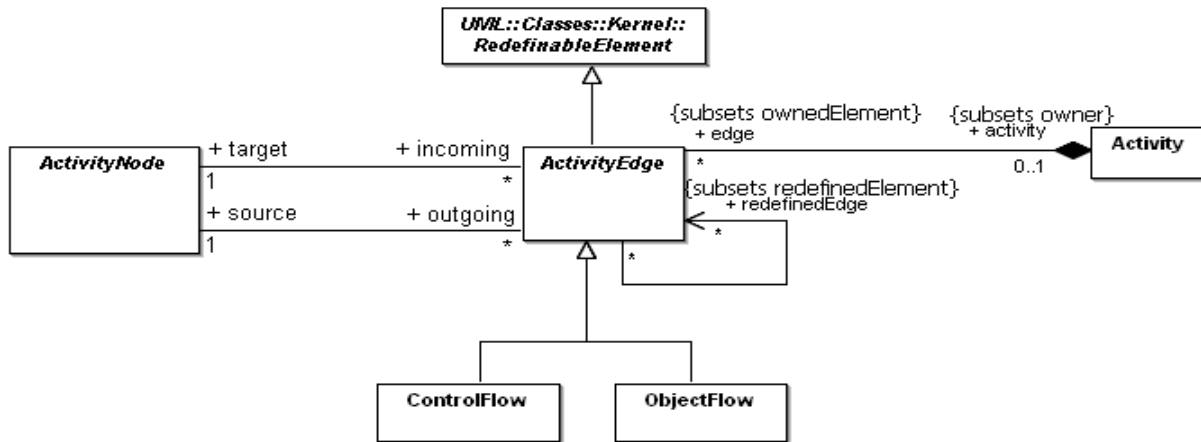 UML::Classes::Kernel::
RedefinableElement
{subsets ownedElement}
+ edge
*
{subsets owner}
+ activity
0..1
Activity
ActivityNode
+ target
1
+ incoming
*
+ source
1
+ outgoing
*
ActivityEdge
{subsets redefinedElement}
+ redefinedEdge
*
*
ControlFlow
ObjectFlow